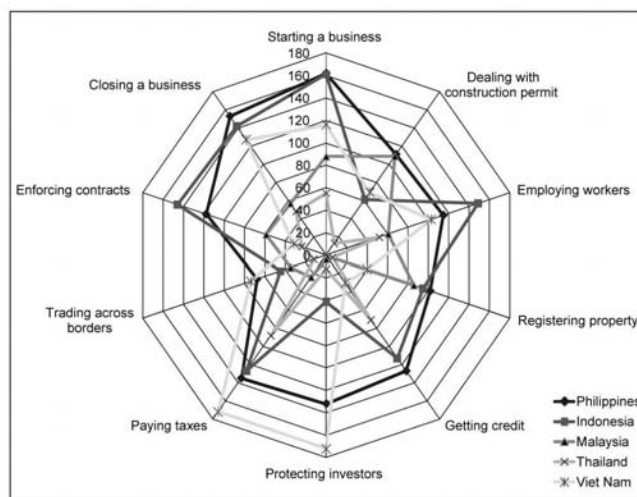 Starting a business
180
160
140
120
100
80
60
40
20
0
Dealing with
construction permit
Employing workers
Registering property
Getting credit
Protecting investors
Paying taxes
Trading across
borders
Enforcing contracts
Closing a business
Philippines
Indonesia
Malaysia
Thailand
Viet Nam